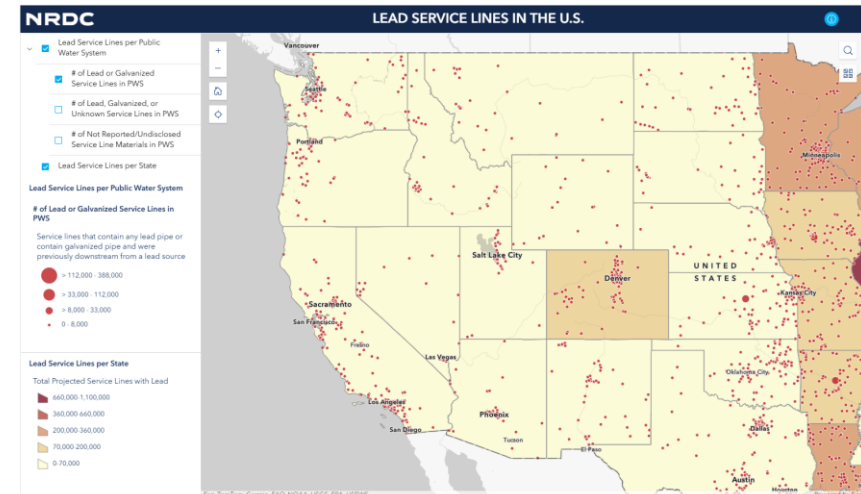 NRDC
LEAD SERVICE LINES IN THE U.S.
Lead Service Lines per Public
Water System
# of Lead or Galvanized
Service Lines in PWS
# of Lead, Galvanized, or
Unknown Service Lines in PWS
# of Not Reported/Undisclosed
Service Line Materials in PWS
Lead Service Lines per State
Lead Service Lines per Public Water System
# of Lead or Galvanized Service Lines in
PWS
Service lines that contain any lead pipe or
contain galvanized pipe and were
previously downstream from a lead source
> 112,000 - 388,000
> 33,000 - 112,000
> 8,000 - 33,000
0 - 8,000
Lead Service Lines per State
Total Projected Service Lines with Lead
660,000-1,100,000
360,000-660,000
200,000-360,000
70,000-200,000
0-70,000
+
−
Vancouver
Seattle
Portland
Minneapolis
Salt Lake City
Denver
UNITED
STATES
Kansas City
Sacramento
San Francisco
Fresno
Las Vegas
Oklahoma City
Los Angeles
Phoenix
San Diego
Tucson
Dallas
El Paso
Austin
Houston